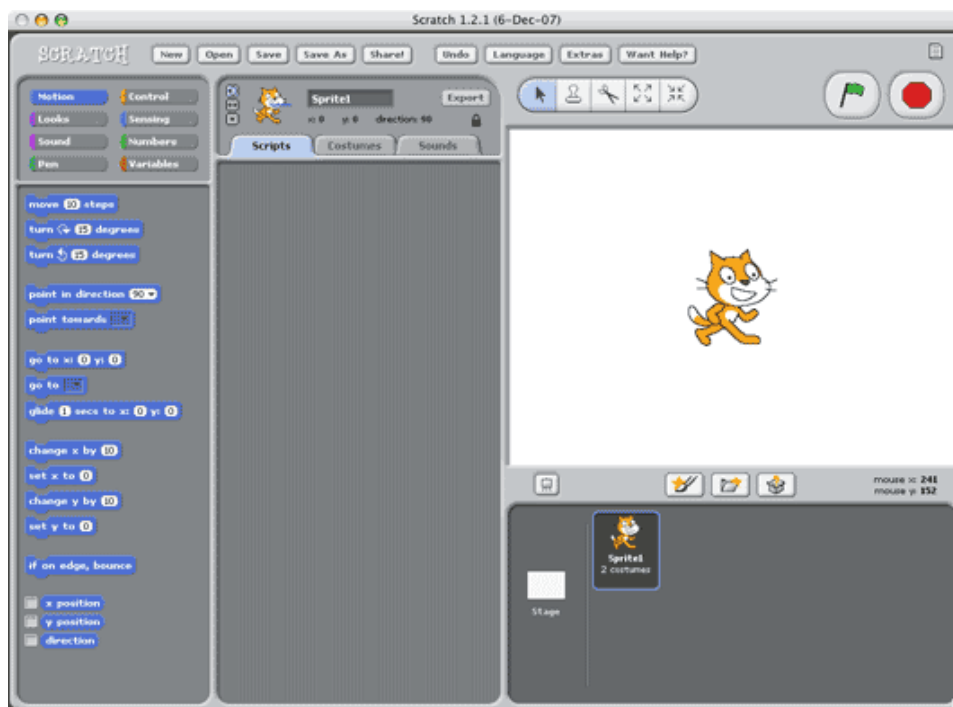 Scratch 1.2.1 (6-Dec-07)
SCRATCH New Open Save Save As Share! Undo Language Extras Want Help?
Motion Control
Looks Sensing
Sound Numbers
Pen Variables
Sprite1 Export
x: 0 y: 0 direction: 90
Scripts Costumes Sounds
move 10 steps
turn 15 degrees
turn 15 degrees
point in direction 90
point towards
go to x: 0 y: 0
go to
glide 1 secs to x: 0 y: 0
change x by 10
set x to 0
change y by 10
set y to 0
if on edge, bounce
x position
y position
direction
mouse x: 241
mouse y: 152
Sprite1
2 costumes
Stage